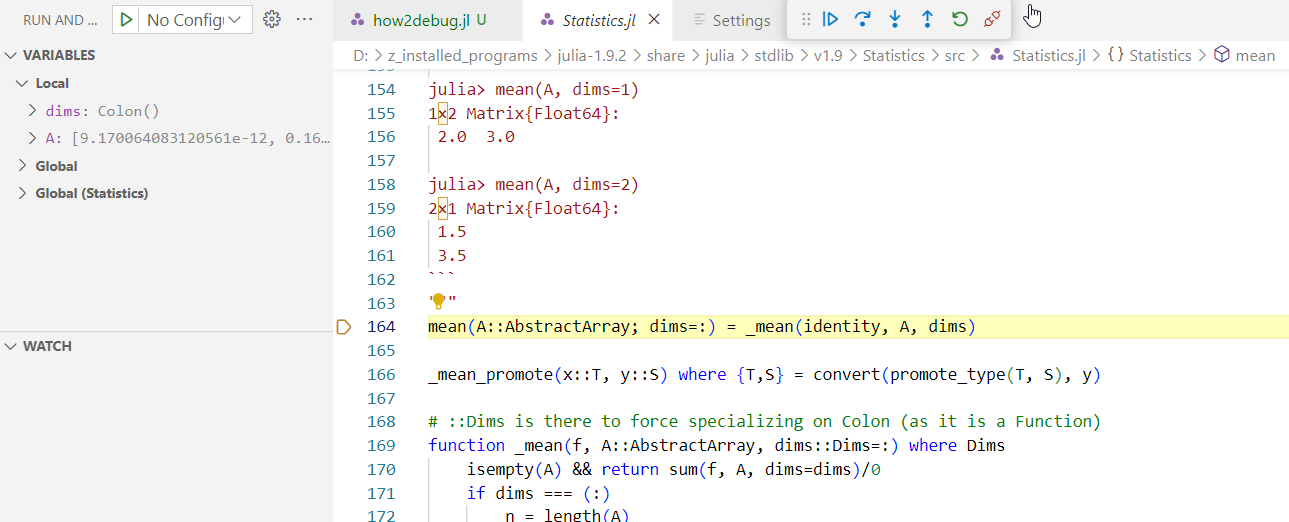 RUN AND ... No Config
how2debug.jl U
Statistics.jl
Settings
VARIABLES
Local
dims: Colon()
A: [9.170064083120561e-12, 0.16…
Global
Global (Statistics)
WATCH
D: > z_installed_programs > julia-1.9.2 > share > julia > stdlib > v1.9 > Statistics > src > Statistics.jl > {} Statistics > mean
154 julia> mean(A, dims=1)
155 1×2 Matrix{Float64}:
156 2.0  3.0
157
158 julia> mean(A, dims=2)
159 2×1 Matrix{Float64}:
160 1.5
161 3.5
162 ```
163 """
164 mean(A::AbstractArray; dims=:) = _mean(identity, A, dims)
165
166 _mean_promote(x::T, y::S) where {T,S} = convert(promote_type(T, S), y)
167
168 # ::Dims is there to force specializing on Colon (as it is a Function)
169 function _mean(f, A::AbstractArray, dims::Dims=:) where Dims
170 isempty(A) && return sum(f, A, dims=dims)/0
171 if dims === (:)
172 n = length(A)